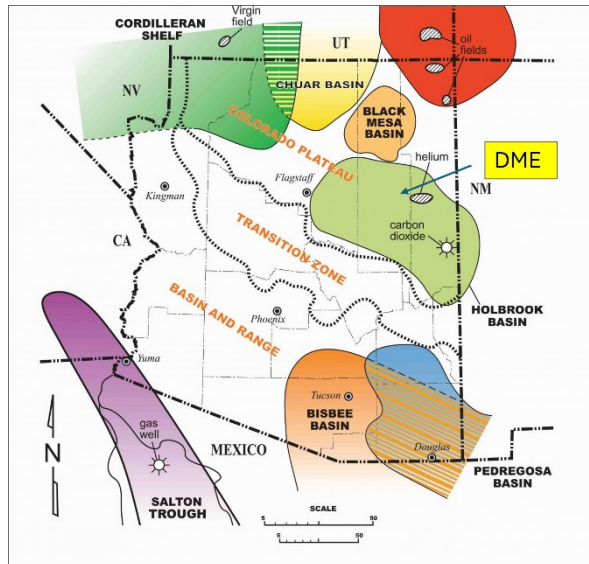 CORDILLERAN
SHELF
Virgin
field
UT
oil
fields
NV
CHUAR BASIN
BLACK
MESA
BASIN
COLORADO PLATEAU
DME
helium
NM
Kingman
Flagstaff
carbon
dioxide
CA
TRANSITION ZONE
HOLBROOK
BASIN
BASIN AND RANGE
Phoenix
Yuma
Tucson
BISBEE
BASIN
gas
well
N
MEXICO
Douglas
PEDREGOSA
BASIN
SALTON
TROUGH
SCALE
5
50
5
50